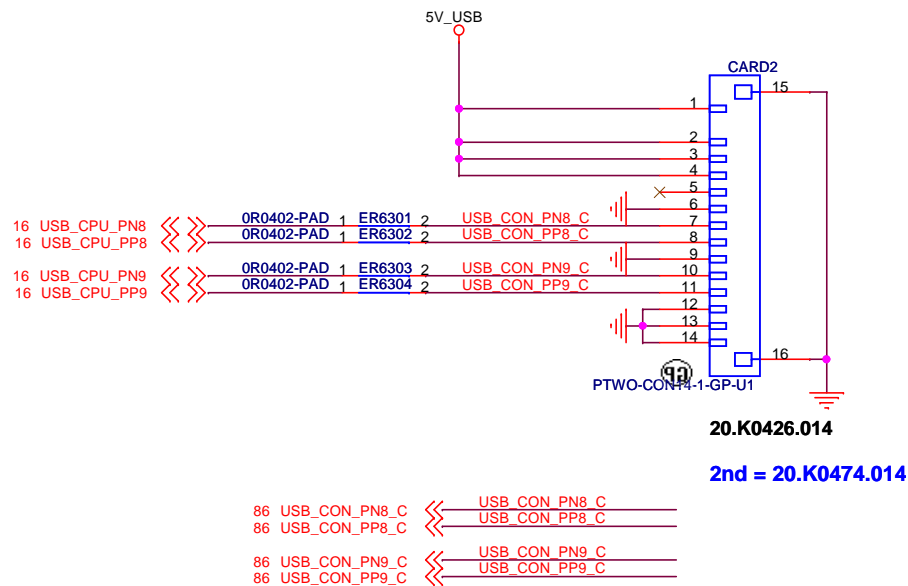 5V_USB
CARD2
15
1
2
3
4
5
6
16 USB_CPU_PN8 0R0402-PAD 1 ER6301 2 USB_CON_PN8_C 7
16 USB_CPU_PP8 0R0402-PAD 1 ER6302 2 USB_CON_PP8_C 8
9
16 USB_CPU_PN9 0R0402-PAD 1 ER6303 2 USB_CON_PN9_C 10
16 USB_CPU_PP9 0R0402-PAD 1 ER6304 2 USB_CON_PP9_C 11
12
13
14
16
GP
PTWO-CON14-1-GP-U1
20.K0426.014
2nd = 20.K0474.014
86 USB_CON_PN8_C USB_CON_PN8_C
86 USB_CON_PP8_C USB_CON_PP8_C
86 USB_CON_PN9_C USB_CON_PN9_C
86 USB_CON_PP9_C USB_CON_PP9_C